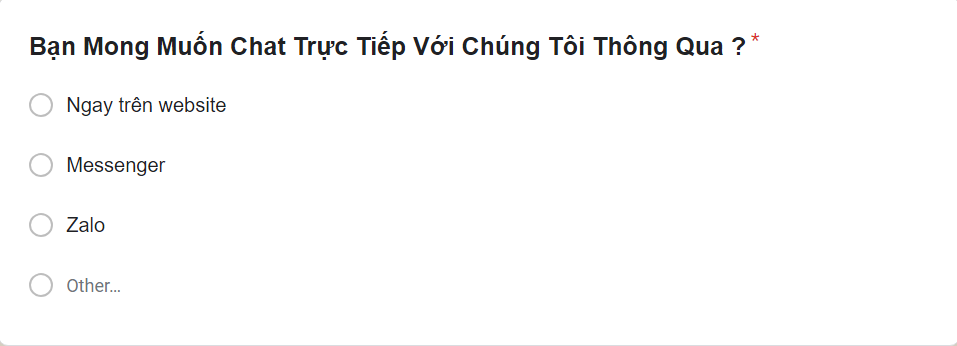 Bạn Mong Muốn Chat Trực Tiếp Với Chúng Tôi Thông Qua ? *
Ngay trên website
Messenger
Zalo
Other...